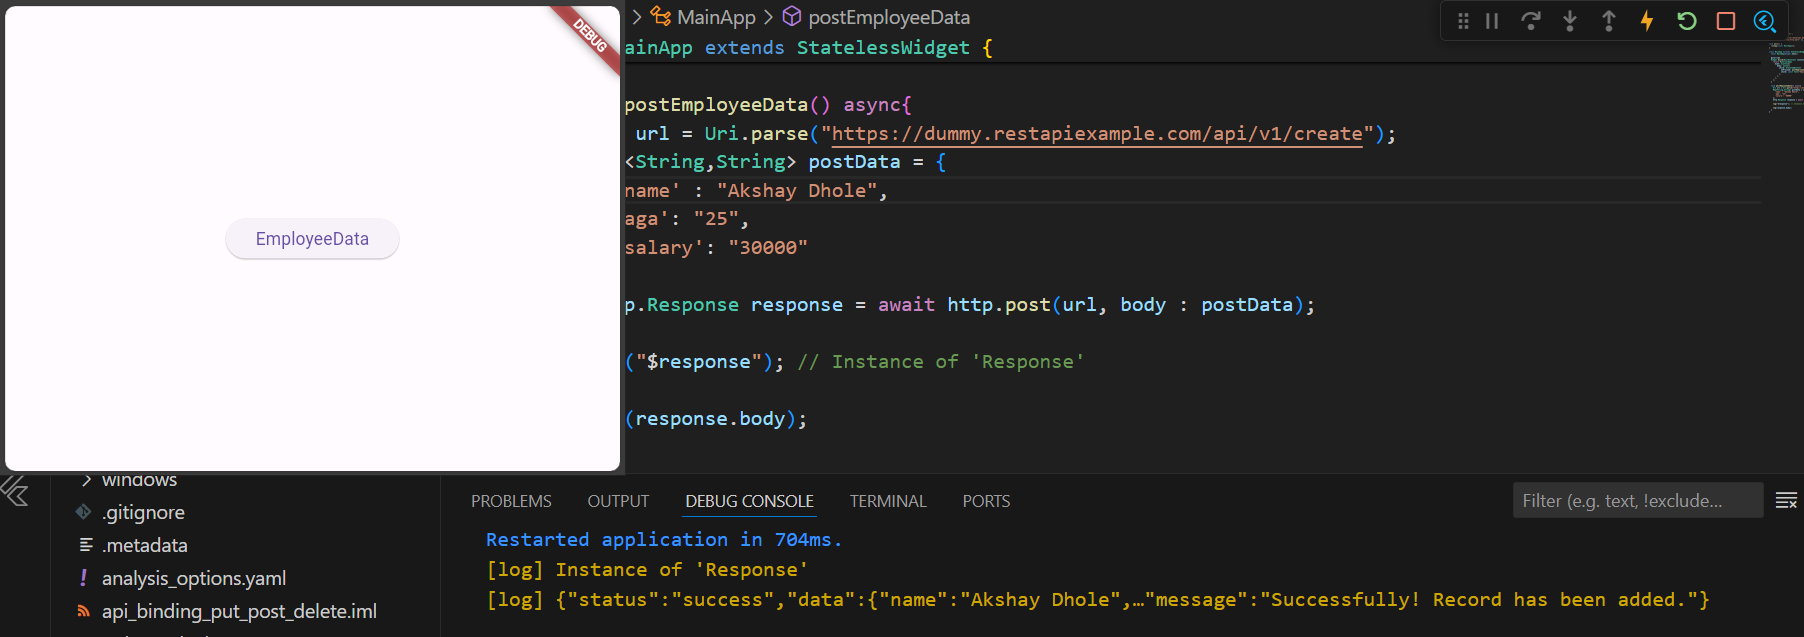 DEBUG
EmployeeData
MainApp
postEmployeeData
ainApp extends StatelessWidget {
postEmployeeData() async{
url = Uri.parse("https://dummy.restapiexample.com/api/v1/create");
<String,String> postData = {
name' : "Akshay Dhole",
aga': "25",
salary': "30000"
p.Response response = await http.post(url, body : postData);
("$response"); // Instance of 'Response'
(response.body);
windows
.gitignore
.metadata
analysis_options.yaml
api_binding_put_post_delete.iml
PROBLEMS OUTPUT DEBUG CONSOLE TERMINAL PORTS
Filter (e.g. text, !exclude...
Restarted application in 704ms.
[log] Instance of 'Response'
[log] {"status":"success","data":{"name":"Akshay Dhole",…"message":"Successfully! Record has been added."}